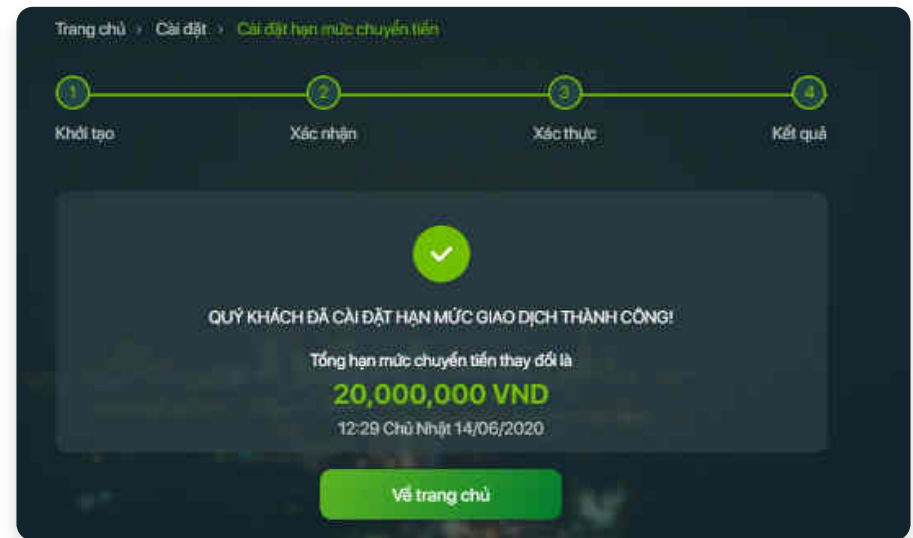 Trang chủ › Cài đặt › Cài đặt hạn mức chuyển tiền
1 2 3 4
Khởi tạo Xác nhận Xác thực Kết quả
QUÝ KHÁCH ĐÃ CÀI ĐẶT HẠN MỨC GIAO DỊCH THÀNH CÔNG!
Tổng hạn mức chuyển tiền thay đổi là
20,000,000 VND
12:29 Chủ Nhật 14/06/2020
Về trang chủ